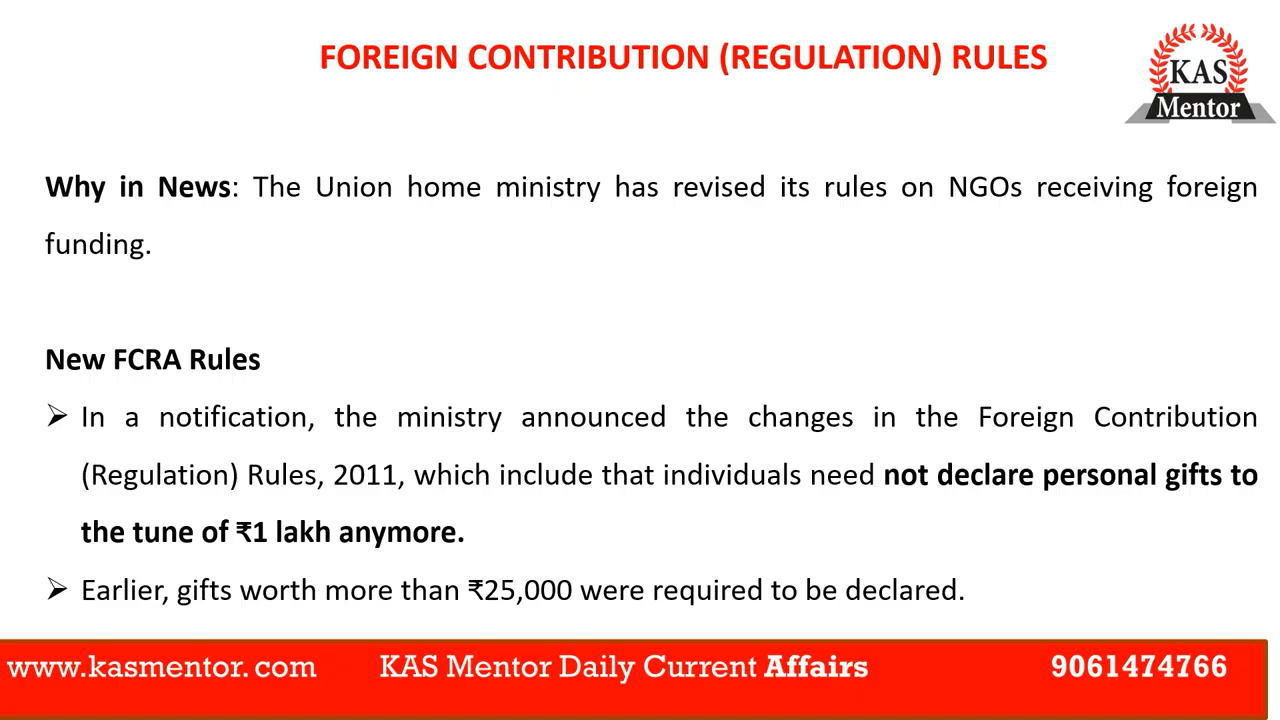 FOREIGN CONTRIBUTION (REGULATION) RULES
KAS
Mentor
Why in News: The Union home ministry has revised its rules on NGOs receiving foreign
funding.
New FCRA Rules
➢ In a notification, the ministry announced the changes in the Foreign Contribution
(Regulation) Rules, 2011, which include that individuals need not declare personal gifts to
the tune of ₹1 lakh anymore.
➢ Earlier, gifts worth more than ₹25,000 were required to be declared.
www.kasmentor.com KAS Mentor Daily Current Affairs 9061474766